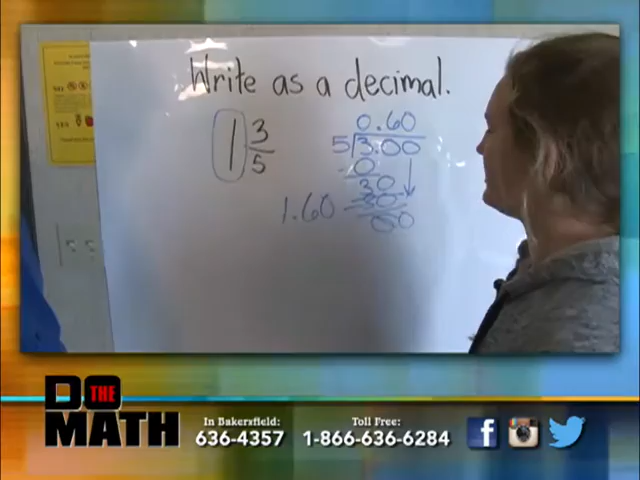 Write as a decimal.
1 3/5
0.60
5 3.00
- 0
30
- 30
00
1.60
DO THE MATH
In Bakersfield: 636-4357
Toll Free: 1-866-636-6284